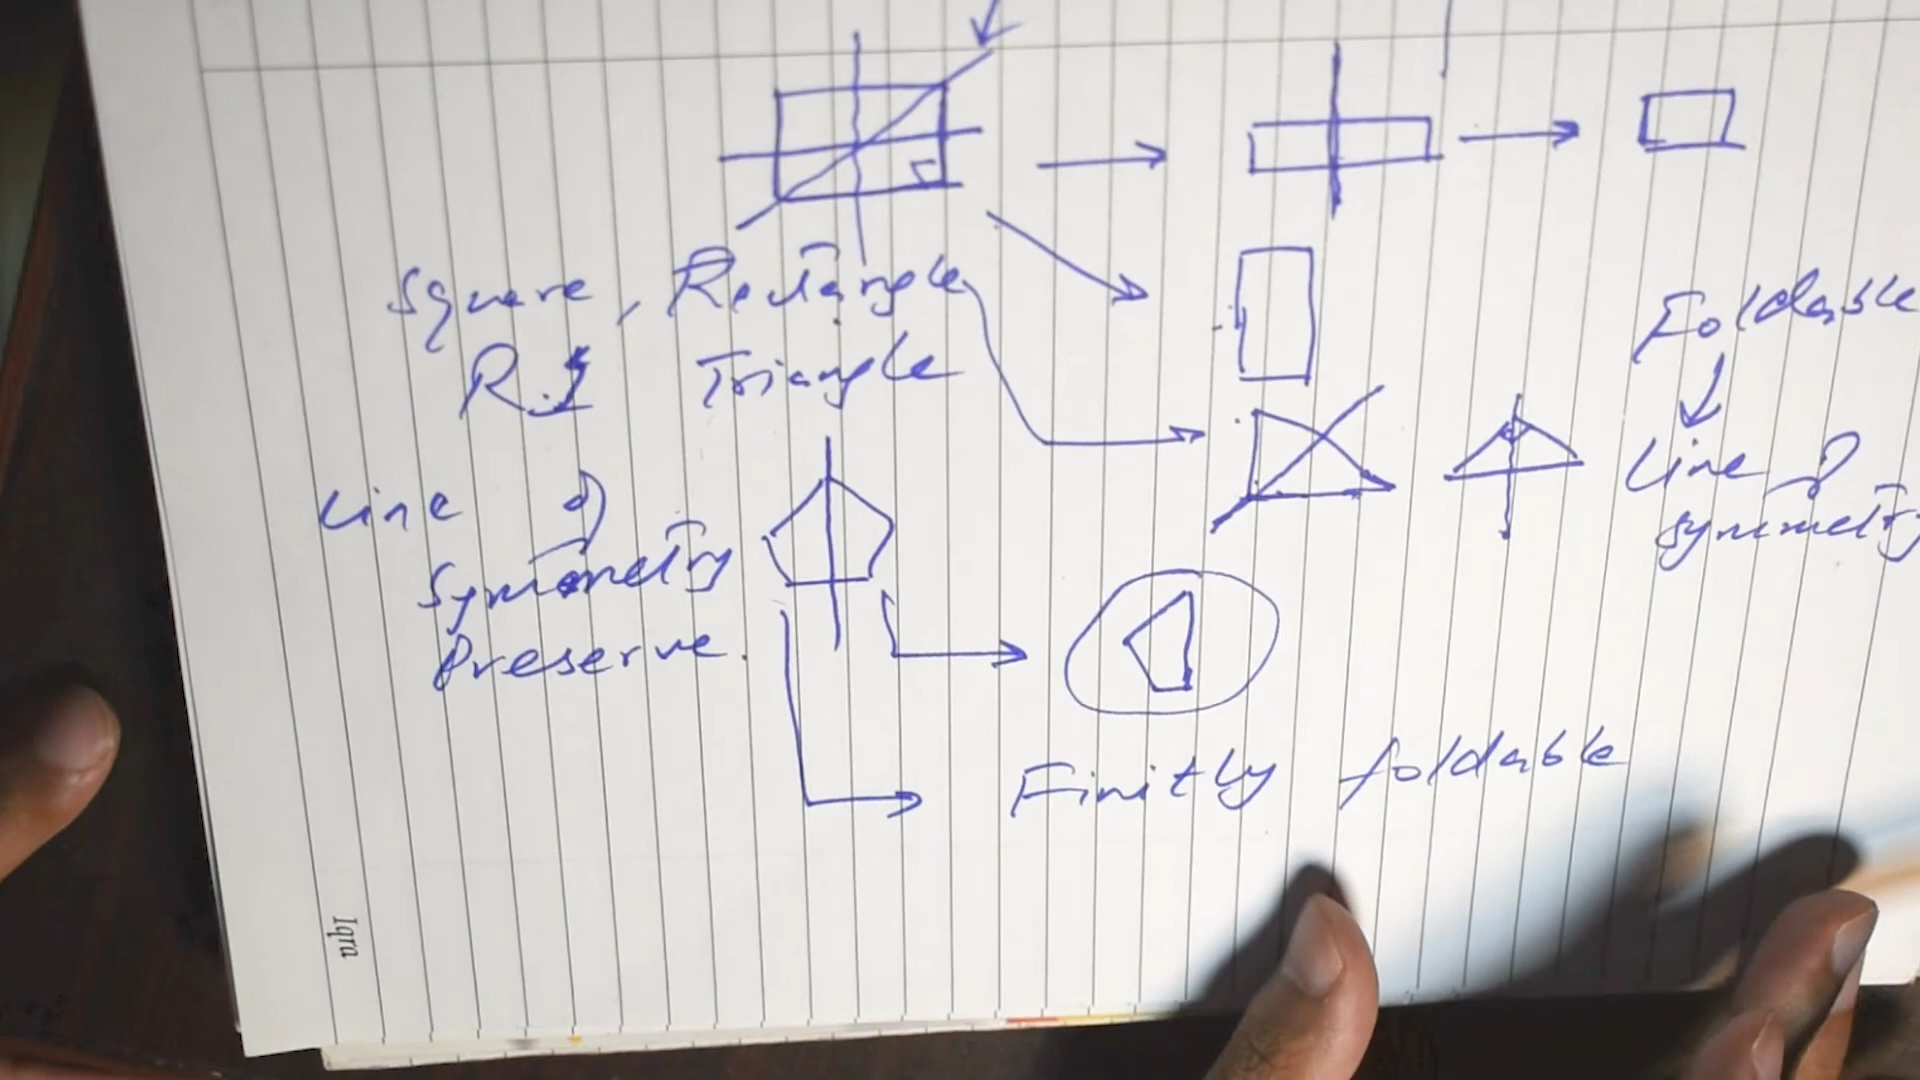 Square, Rectangle
R.I Triangle
Foldable
Line of
symmetry
Line of
Symmetry
Preserve.
Finitly foldable
Iqra